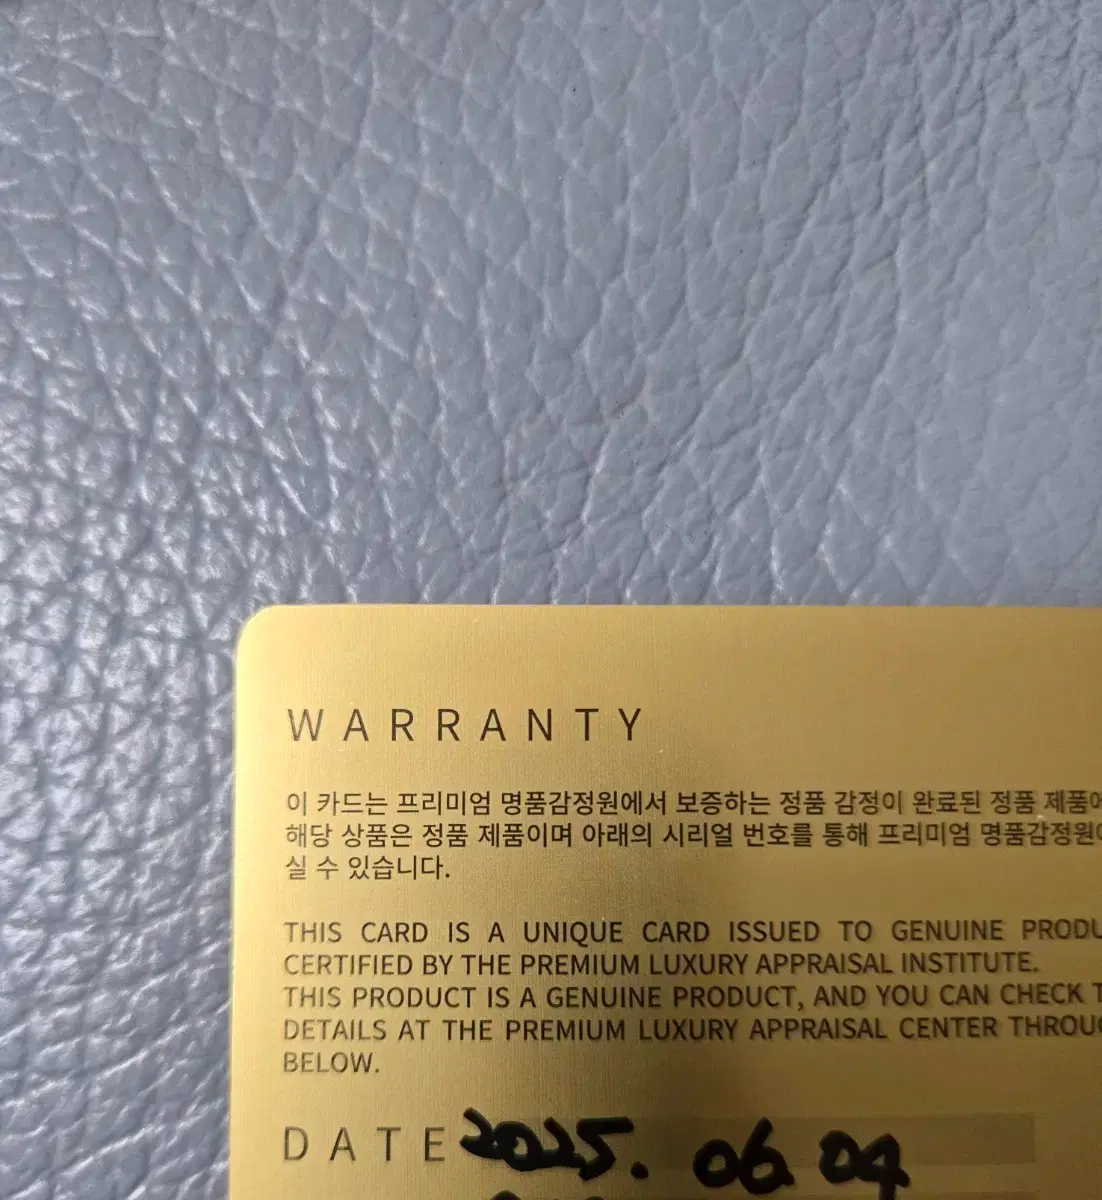 WARRANTY
이 카드는 프리미엄 명품감정원에서 보증하는 정품 감정이 완료된 정품 제품에
해당 상품은 정품 제품이며 아래의 시리얼 번호를 통해 프리미엄 명품감정원
실 수 있습니다.
THIS CARD IS A UNIQUE CARD ISSUED TO GENUINE PRODU
CERTIFIED BY THE PREMIUM LUXURY APPRAISAL INSTITUTE.
THIS PRODUCT IS A GENUINE PRODUCT, AND YOU CAN CHECK T
DETAILS AT THE PREMIUM LUXURY APPRAISAL CENTER THROUG
BELOW.
DATE 2025. 06. 04